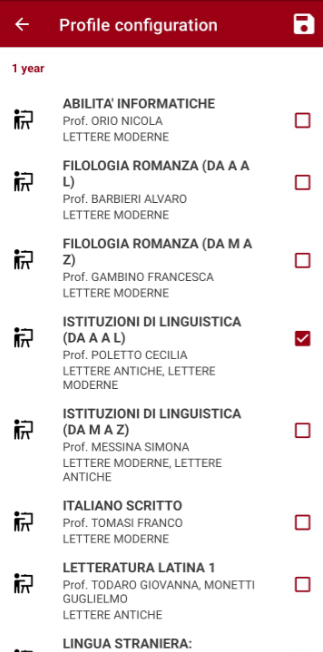 Profile configuration
1 year
ABILITA' INFORMATICHE
Prof. ORIO NICOLA
LETTERE MODERNE
FILOLOGIA ROMANZA (DA A A
L)
Prof. BARBIERI ALVARO
LETTERE MODERNE
FILOLOGIA ROMANZA (DA M A
Z)
Prof. GAMBINO FRANCESCA
LETTERE MODERNE
ISTITUZIONI DI LINGUISTICA
(DA A A L)
Prof. POLETTO CECILIA
LETTERE ANTICHE, LETTERE
MODERNE
ISTITUZIONI DI LINGUISTICA
(DA M A Z)
Prof. MESSINA SIMONA
LETTERE MODERNE, LETTERE
ANTICHE
ITALIANO SCRITTO
Prof. TOMASI FRANCO
LETTERE MODERNE
LETTERATURA LATINA 1
Prof. TODARO GIOVANNA, MONETTI
GUGLIELMO
LETTERE ANTICHE
LINGUA STRANIERA: